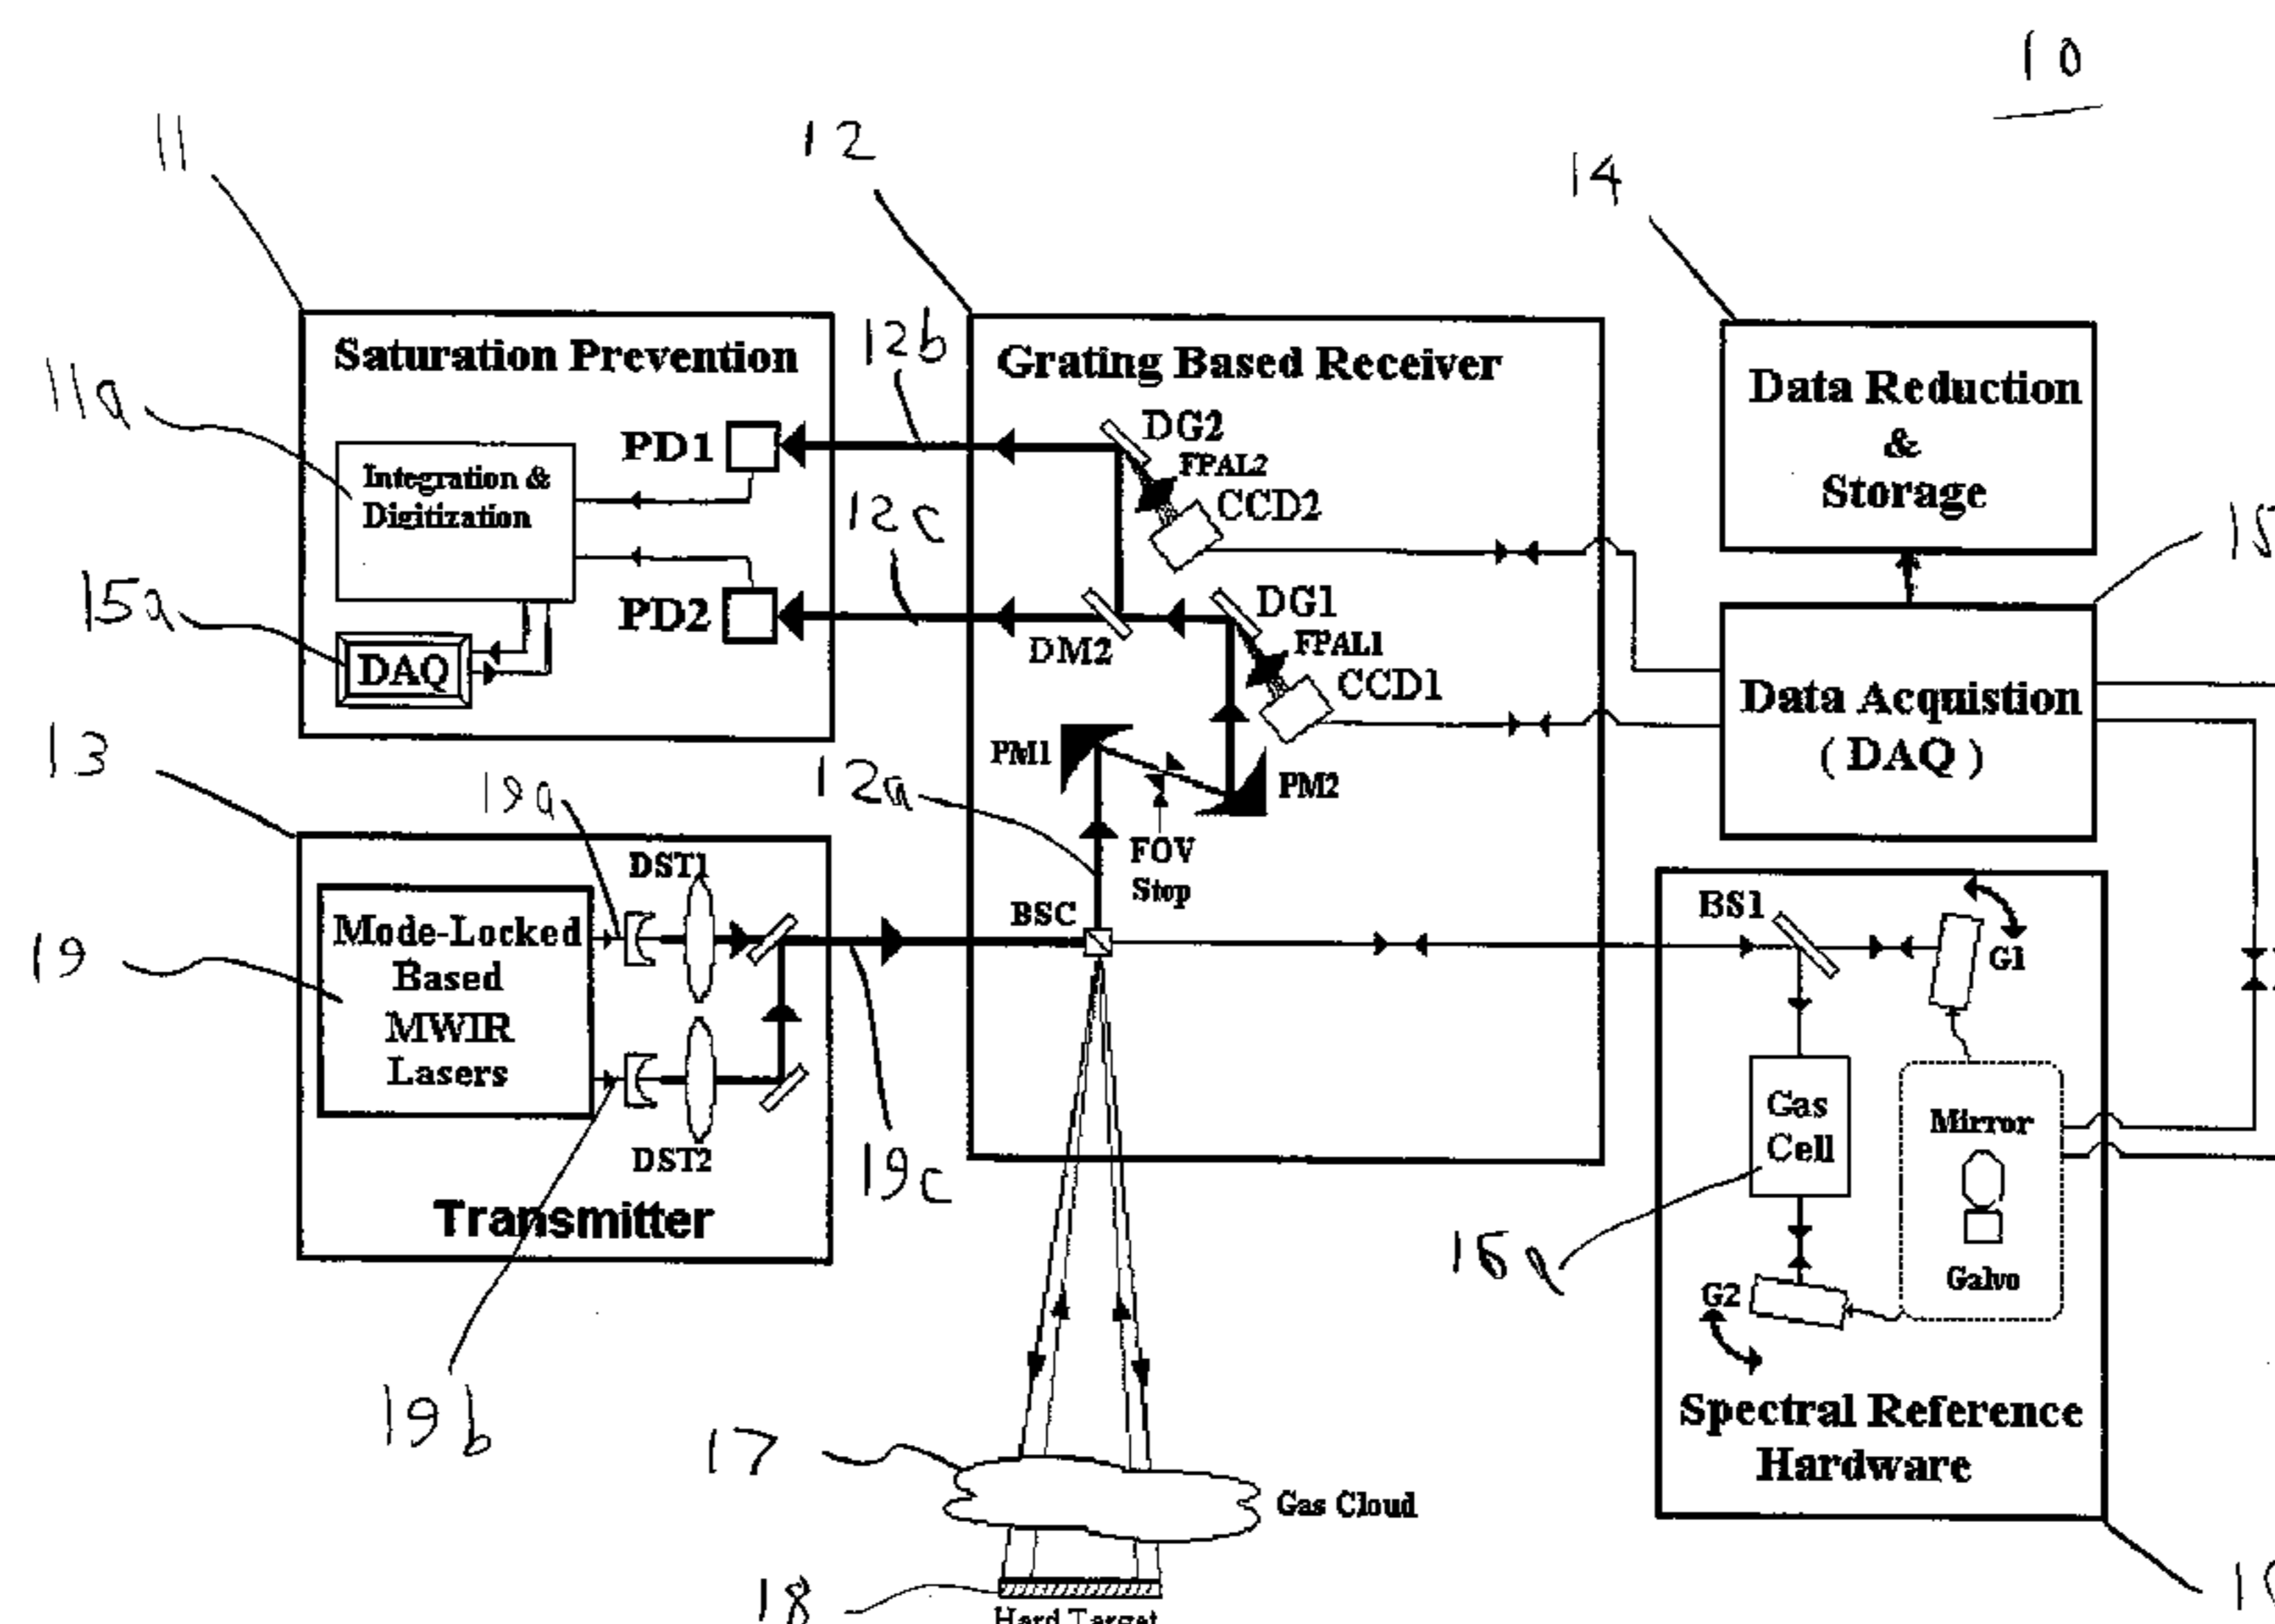 10
11
12
14
Saturation Prevention
12b
Grating Based Receiver
Data Reduction
&
Storage
11a
PD1
DG2
FPAL2
CCD2
Integration &
Digitization
12c
15a
PD2
DG1
FPAL1
DM2
CCD1
DAQ
Data Acquistion
( DAQ )
13
19a
PM1
12a
PM2
FOV
Stop
DST1
BSC
BS1
G1
19
Mode-Locked
Based
MWIR
Lasers
Gas
Cell
Mirror
DST2
19c
Transmitter
Galvo
G2
19b
17
Spectral Reference
Hardware
Gas Cloud
18
Hard Target